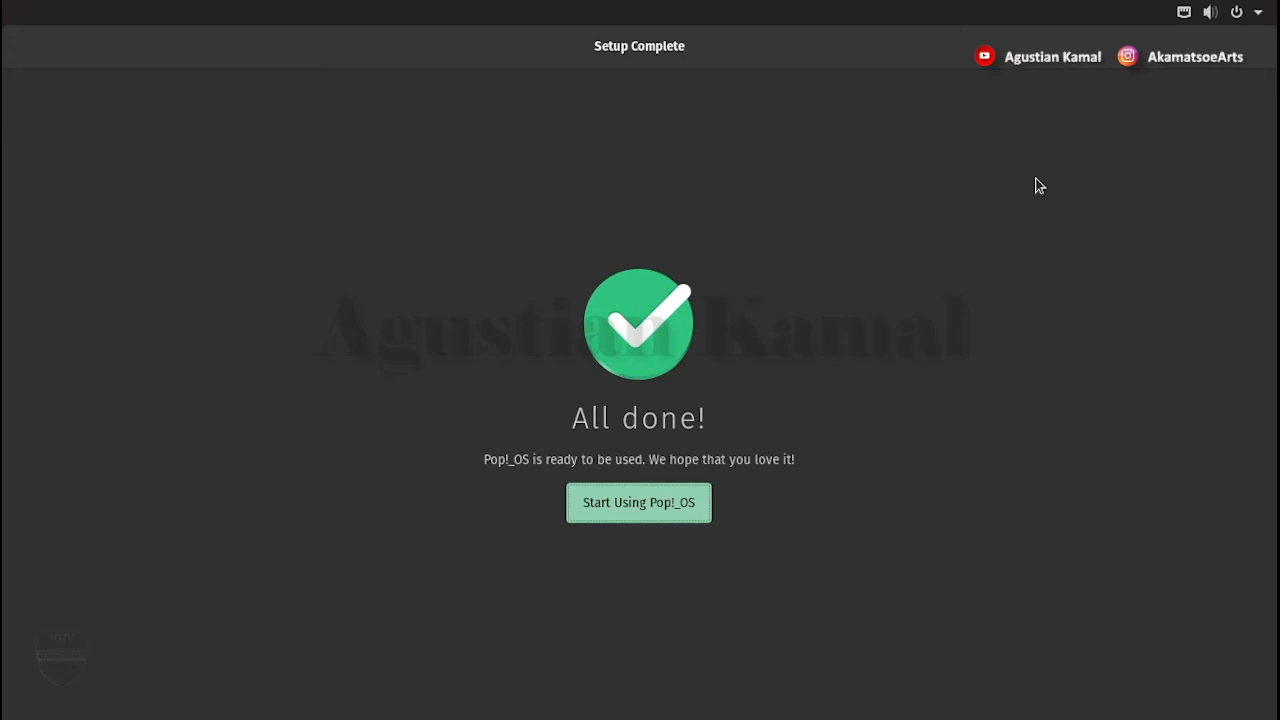 Setup Complete
Agustian Kamal AkamatsoeArts
Agustian Kamal
All done!
Pop!_OS is ready to be used. We hope that you love it!
Start Using Pop!_OS